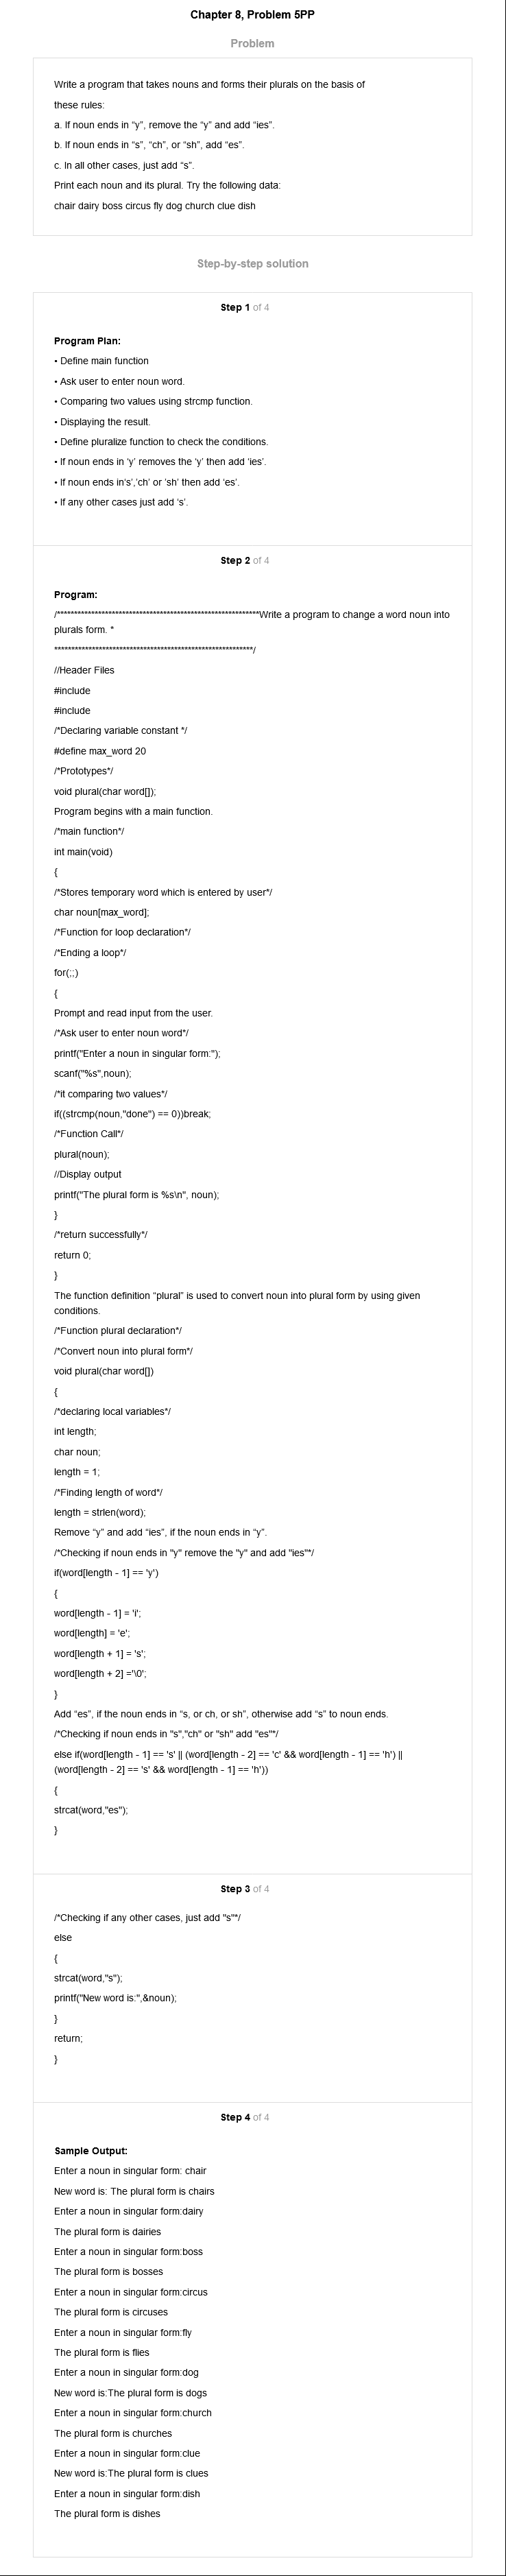 Chapter 8, Problem 5PP
Problem
Write a program that takes nouns and forms their plurals on the basis of
these rules:
a. If noun ends in “y”, remove the “y” and add “ies”.
b. If noun ends in “s”, “ch”, or “sh”, add “es”.
c. In all other cases, just add “s”.
Print each noun and its plural. Try the following data:
chair dairy boss circus fly dog church clue dish
Step-by-step solution
Step 1 of 4
Program Plan:
• Define main function
• Ask user to enter noun word.
• Comparing two values using strcmp function.
• Displaying the result.
• Define pluralize function to check the conditions.
• If noun ends in ‘y’ removes the ‘y’ then add ‘ies’.
• If noun ends in‘s’,‘ch’ or ‘sh’ then add ‘es’.
• If any other cases just add ‘s’.
Step 2 of 4
Program:
/***********************************************************Write a program to change a word noun into
plurals form. *
**********************************************************/
//Header Files
#include
#include
/*Declaring variable constant */
#define max_word 20
/*Prototypes*/
void plural(char word[]);
Program begins with a main function.
/*main function*/
int main(void)
{
/*Stores temporary word which is entered by user*/
char noun[max_word];
/*Function for loop declaration*/
/*Ending a loop*/
for(;;)
{
Prompt and read input from the user.
/*Ask user to enter noun word*/
printf("Enter a noun in singular form:");
scanf("%s",noun);
/*it comparing two values*/
if((strcmp(noun,"done") == 0))break;
/*Function Call*/
plural(noun);
//Display output
printf("The plural form is %s\n", noun);
}
/*return successfully*/
return 0;
}
The function definition “plural” is used to convert noun into plural form by using given
conditions.
/*Function plural declaration*/
/*Convert noun into plural form*/
void plural(char word[])
{
/*declaring local variables*/
int length;
char noun;
length = 1;
/*Finding length of word*/
length = strlen(word);
Remove “y” and add “ies”, if the noun ends in “y”.
/*Checking if noun ends in "y" remove the "y" and add "ies"*/
if(word[length - 1] == 'y')
{
word[length - 1] = 'i';
word[length] = 'e';
word[length + 1] = 's';
word[length + 2] ='\0';
}
Add “es”, if the noun ends in “s, or ch, or sh”, otherwise add “s” to noun ends.
/*Checking if noun ends in "s","ch" or "sh" add "es"*/
else if(word[length - 1] == 's' || (word[length - 2] == 'c' && word[length - 1] == 'h') ||
(word[length - 2] == 's' && word[length - 1] == 'h'))
{
strcat(word,"es");
}
Step 3 of 4
/*Checking if any other cases, just add "s"*/
else
{
strcat(word,"s");
printf("New word is:",&noun);
}
return;
}
Step 4 of 4
Sample Output:
Enter a noun in singular form: chair
New word is: The plural form is chairs
Enter a noun in singular form:dairy
The plural form is dairies
Enter a noun in singular form:boss
The plural form is bosses
Enter a noun in singular form:circus
The plural form is circuses
Enter a noun in singular form:fly
The plural form is flies
Enter a noun in singular form:dog
New word is:The plural form is dogs
Enter a noun in singular form:church
The plural form is churches
Enter a noun in singular form:clue
New word is:The plural form is clues
Enter a noun in singular form:dish
The plural form is dishes